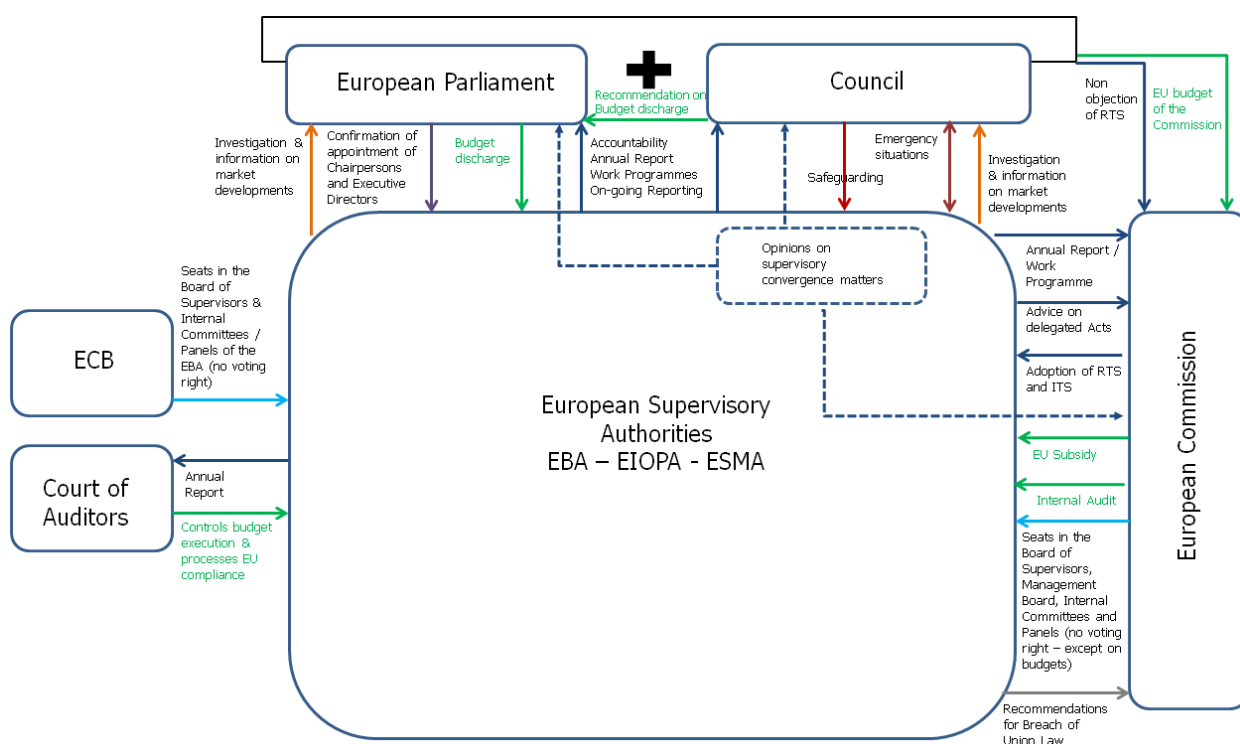 European Parliament
Council
Recommendation on
Budget discharge
Non
objection
of RTS
EU budget
of the
Commission
Investigation &
information on
market
developments
Confirmation of
appointment of
Chairpersons
and Executive
Directors
Budget
discharge
Accountability
Annual Report
Work Programmes
On-going Reporting
Safeguarding
Emergency
situations
Investigation
& information
on market
developments
Opinions on
supervisory
convergence matters
Seats in the
Board of
Supervisors &
Internal
Committees /
Panels of the
EBA (no voting
right)
ECB
Annual Report /
Work
Programme
Advice on
delegated Acts
Adoption of RTS
and ITS
European Supervisory
Authorities
EBA – EIOPA - ESMA
European Commission
EU Subsidy
Internal Audit
Court of
Auditors
Annual
Report
Controls budget
execution &
processes EU
compliance
Seats in the
Board of
Supervisors,
Management
Board, Internal
Committees and
Panels (no voting
right – except on
budgets)
Recommendations
for Breach of
Union Law